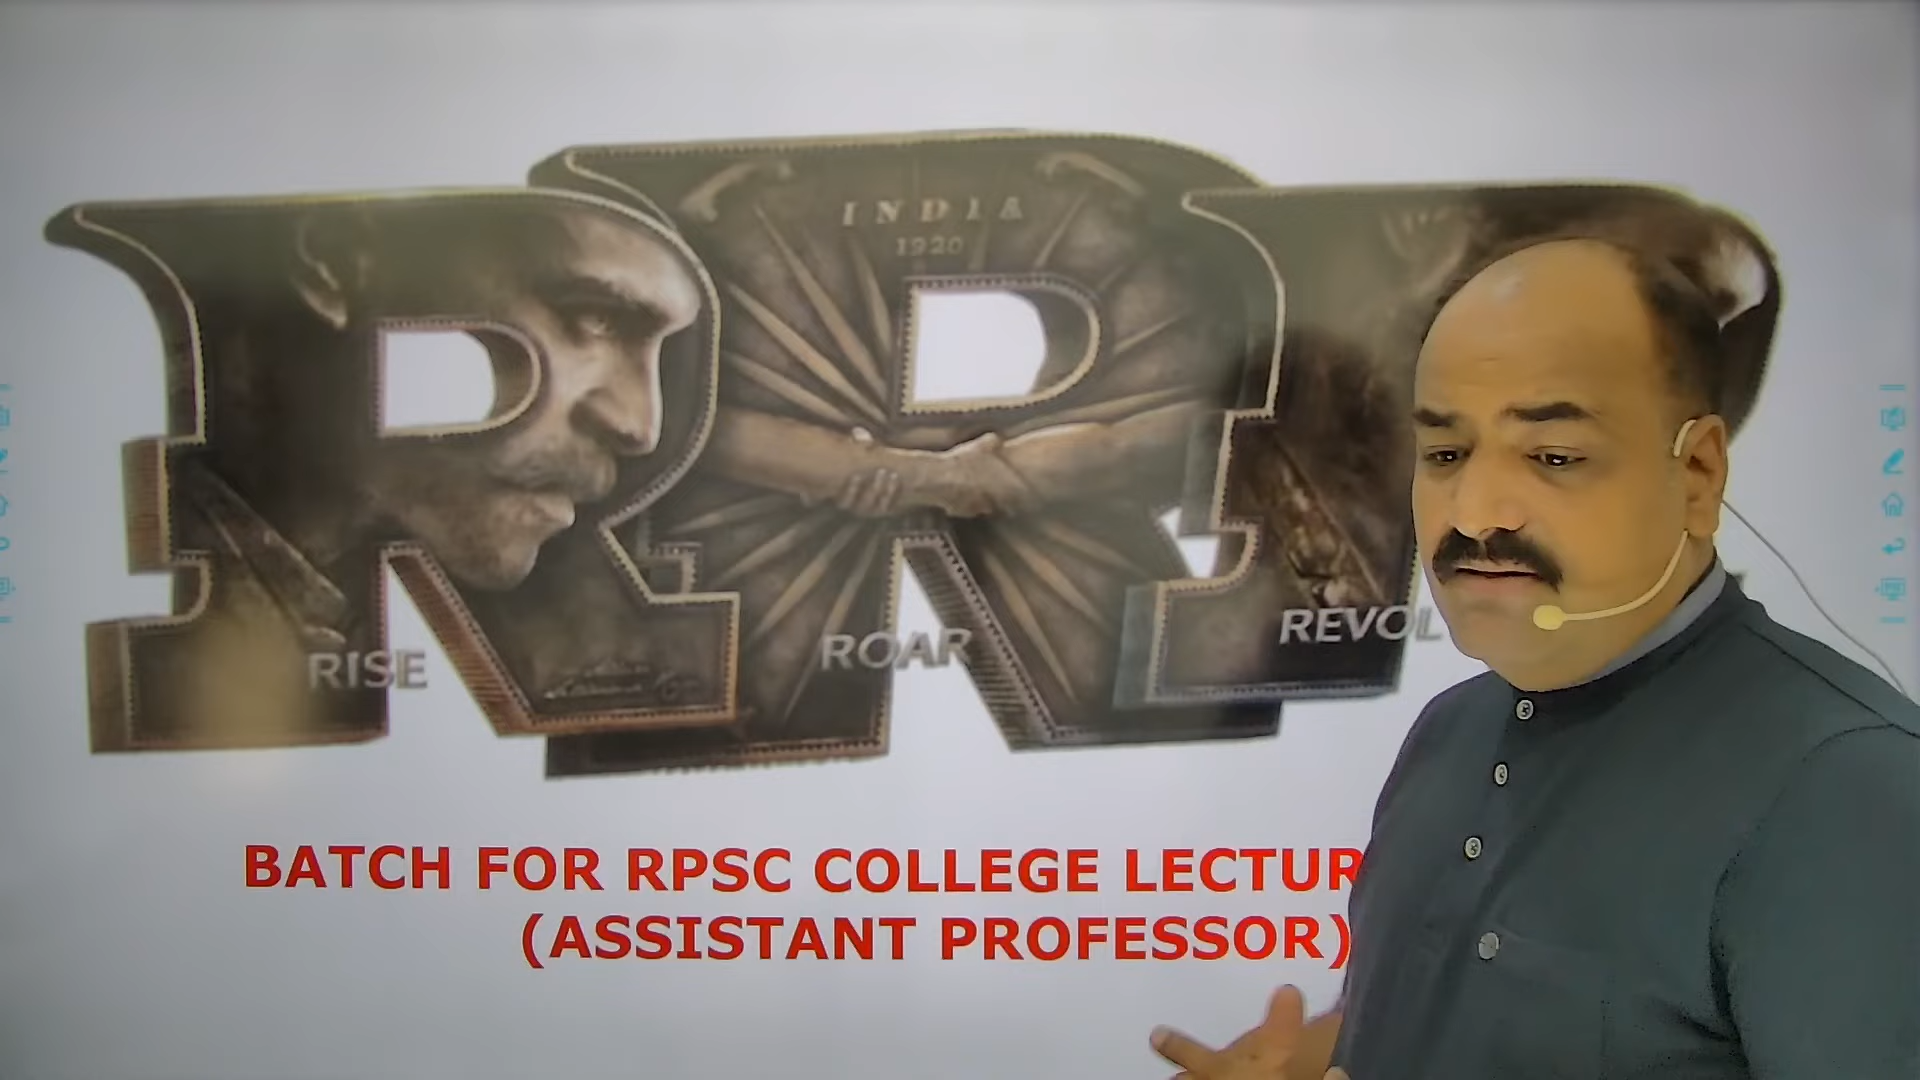 INDIA
1920
RISE
ROAR
REVOL
BATCH FOR RPSC COLLEGE LECTUR
(ASSISTANT PROFESSOR)